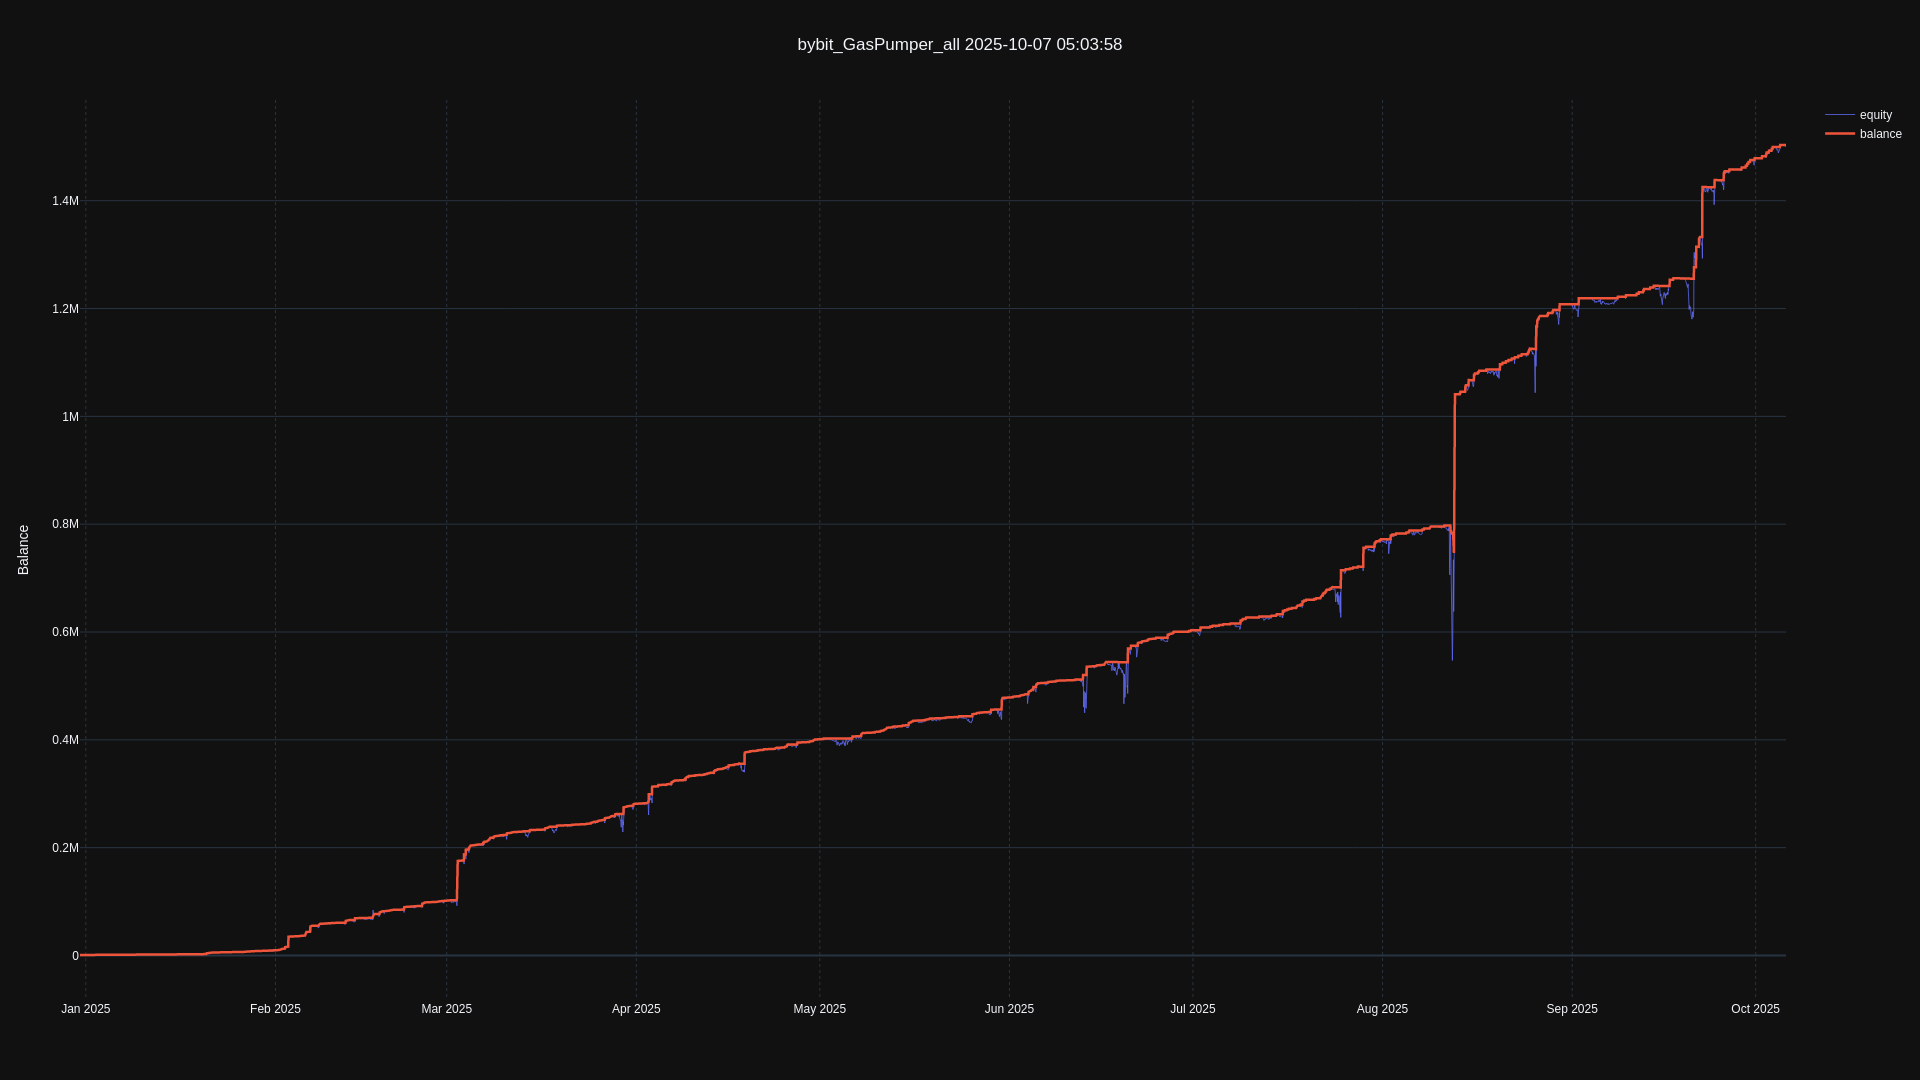 bybit_GasPumper_all 2025-10-07 05:03:58
equity
balance
1.4M
1.2M
1M
0.8M
0.6M
0.4M
0.2M
0
Balance
Jan 2025
Feb 2025
Mar 2025
Apr 2025
May 2025
Jun 2025
Jul 2025
Aug 2025
Sep 2025
Oct 2025